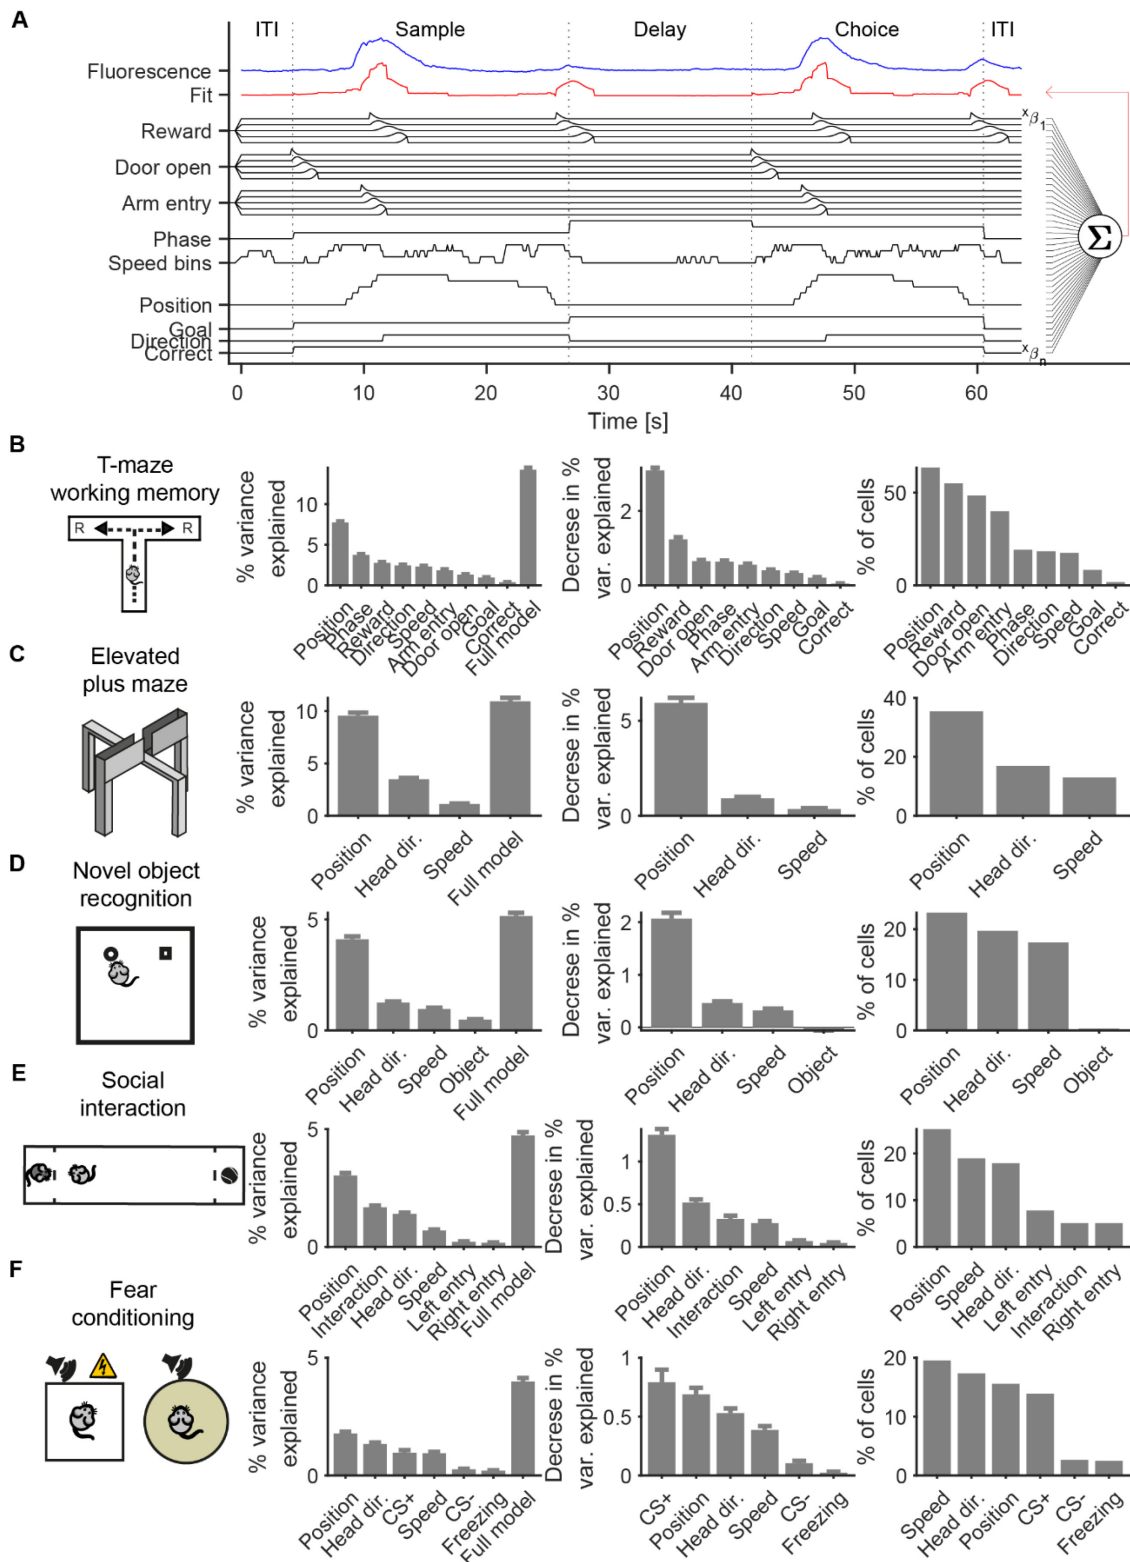 A
ITI
Sample
Delay
Choice
ITI
Fluorescence
Fit
Reward
Door open
Arm entry
Phase
Speed bins
Position
Goal
Direction
Correct
x β1
Σ
x βn
0 10 20 30 40 50 60
Time [s]
B
T-maze
working memory
R R
% variance
explained
10
5
0
Position
Phase
Reward
Direction
Speed
Arm entry
Door open
Goal
Correct
Full model
Decrease in %
var. explained
2
0
Position
Reward
Door open
Phase
Arm entry
Direction
Speed
Goal
Correct
% of cells
50
0
Position
Reward
Door open
Arm entry
Phase
Direction
Speed
Goal
Correct
C
Elevated
plus maze
% variance
explained
10
5
0
Position
Head dir.
Speed
Full model
Decrese in %
var. explained
5
0
Position
Head dir.
Speed
% of cells
40
20
0
Position
Head dir.
Speed
D
Novel object
recognition
% variance
explained
5
0
Position
Head dir.
Speed
Object
Full model
Decrease in %
var. explained
2
1
0
Position
Head dir.
Speed
Object
% of cells
20
10
0
Position
Head dir.
Speed
Object
E
Social
interaction
% variance
explained
5
0
Position
Interaction
Head dir.
Speed
Left entry
Right entry
Full model
Decrease in %
var. explained
1
0.5
0
Position
Head dir.
Interaction
Speed
Left entry
Right entry
% of cells
20
10
0
Position
Speed
Head dir.
Left entry
Interaction
Right entry
F
Fear
conditioning
% variance
explained
5
0
Position
Head dir.
CS+
Speed
CS-
Freezing
Full model
Decrease in %
var. explained
1
0.5
0
CS+
Position
Head dir.
Speed
CS-
Freezing
% of cells
20
10
0
Speed
Head dir.
Position
CS+
CS-
Freezing